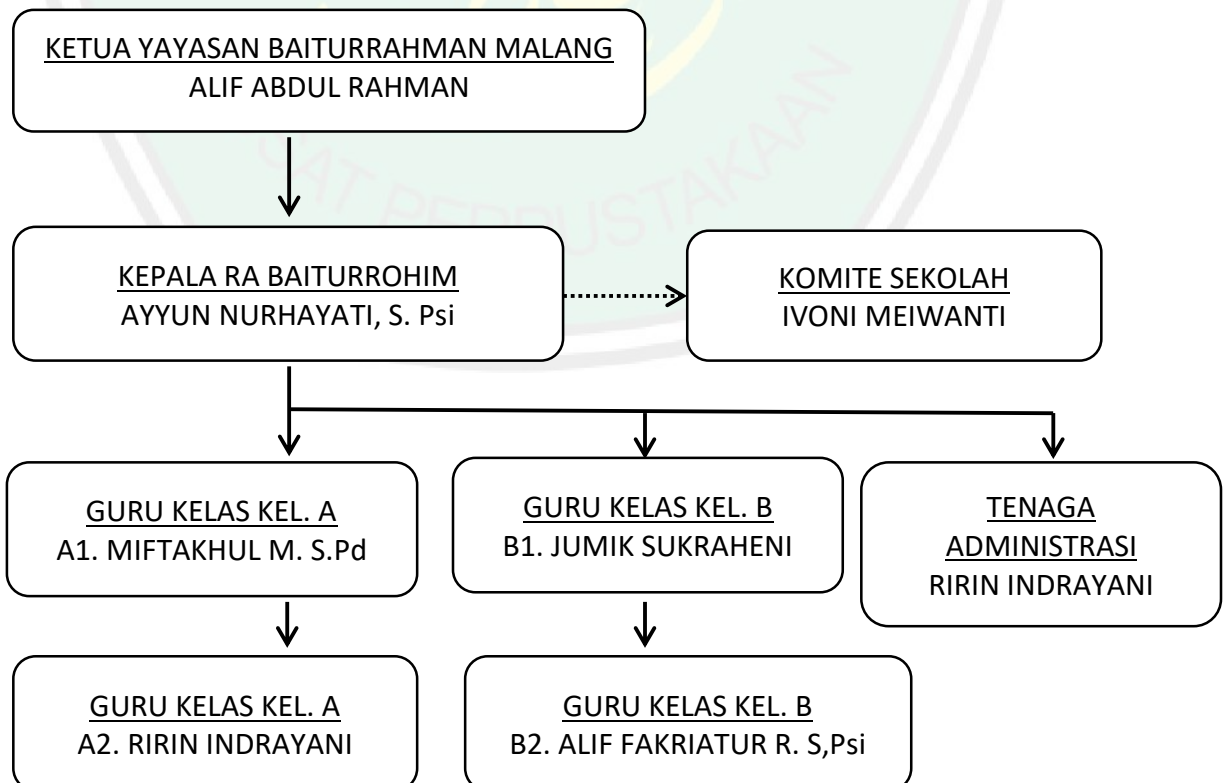 KETUA YAYASAN BAITURRAHMAN MALANG
ALIF ABDUL RAHMAN
KEPALA RA BAITURROHIM
AYYUN NURHAYATI, S. Psi
KOMITE SEKOLAH
IVONI MEIWANTI
GURU KELAS KEL. A
A1. MIFTAKHUL M. S.Pd
GURU KELAS KEL. B
B1. JUMIK SUKRAHENI
TENAGA
ADMINISTRASI
RIRIN INDRAYANI
GURU KELAS KEL. A
A2. RIRIN INDRAYANI
GURU KELAS KEL. B
B2. ALIF FAKRIATUR R. S,Psi
PERPUSTAKAAN